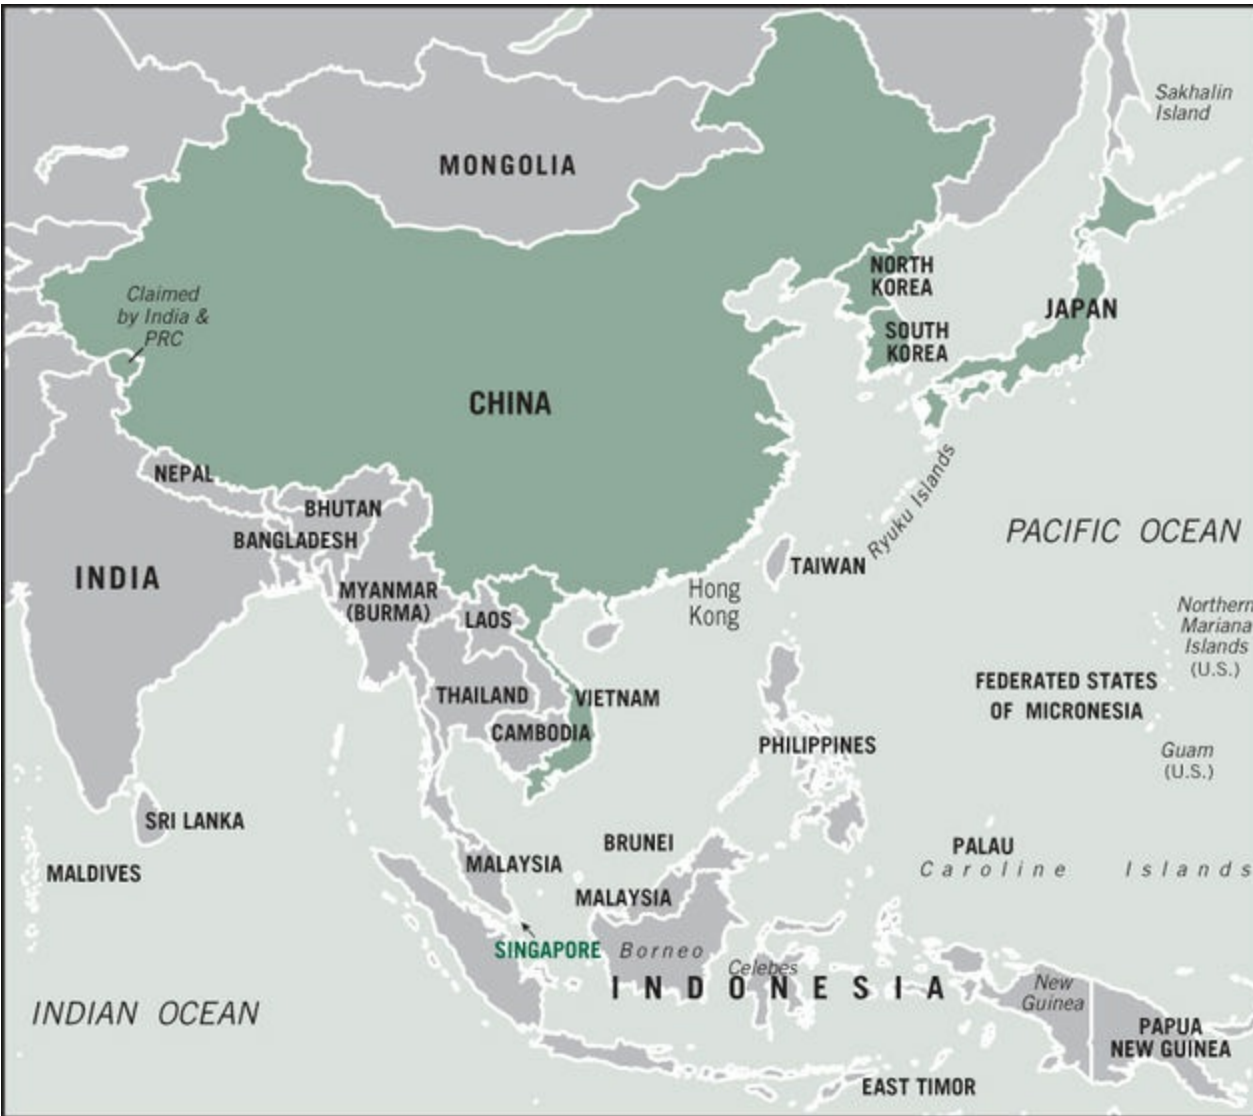 Sakhalin
Island
MONGOLIA
NORTH
KOREA
Claimed
by India &
PRC
JAPAN
SOUTH
KOREA
CHINA
NEPAL
BHUTAN
BANGLADESH
Ryuku Islands
PACIFIC OCEAN
TAIWAN
INDIA
MYANMAR
(BURMA)
Hong
Kong
LAOS
Northern
Mariana
Islands
(U.S.)
FEDERATED STATES
OF MICRONESIA
THAILAND
VIETNAM
CAMBODIA
PHILIPPINES
Guam
(U.S.)
SRI LANKA
BRUNEI
PALAU
MALDIVES
MALAYSIA
Caroline Islands
MALAYSIA
SINGAPORE
Borneo
Celebes
INDONESIA
New
Guinea
INDIAN OCEAN
PAPUA
NEW GUINEA
EAST TIMOR